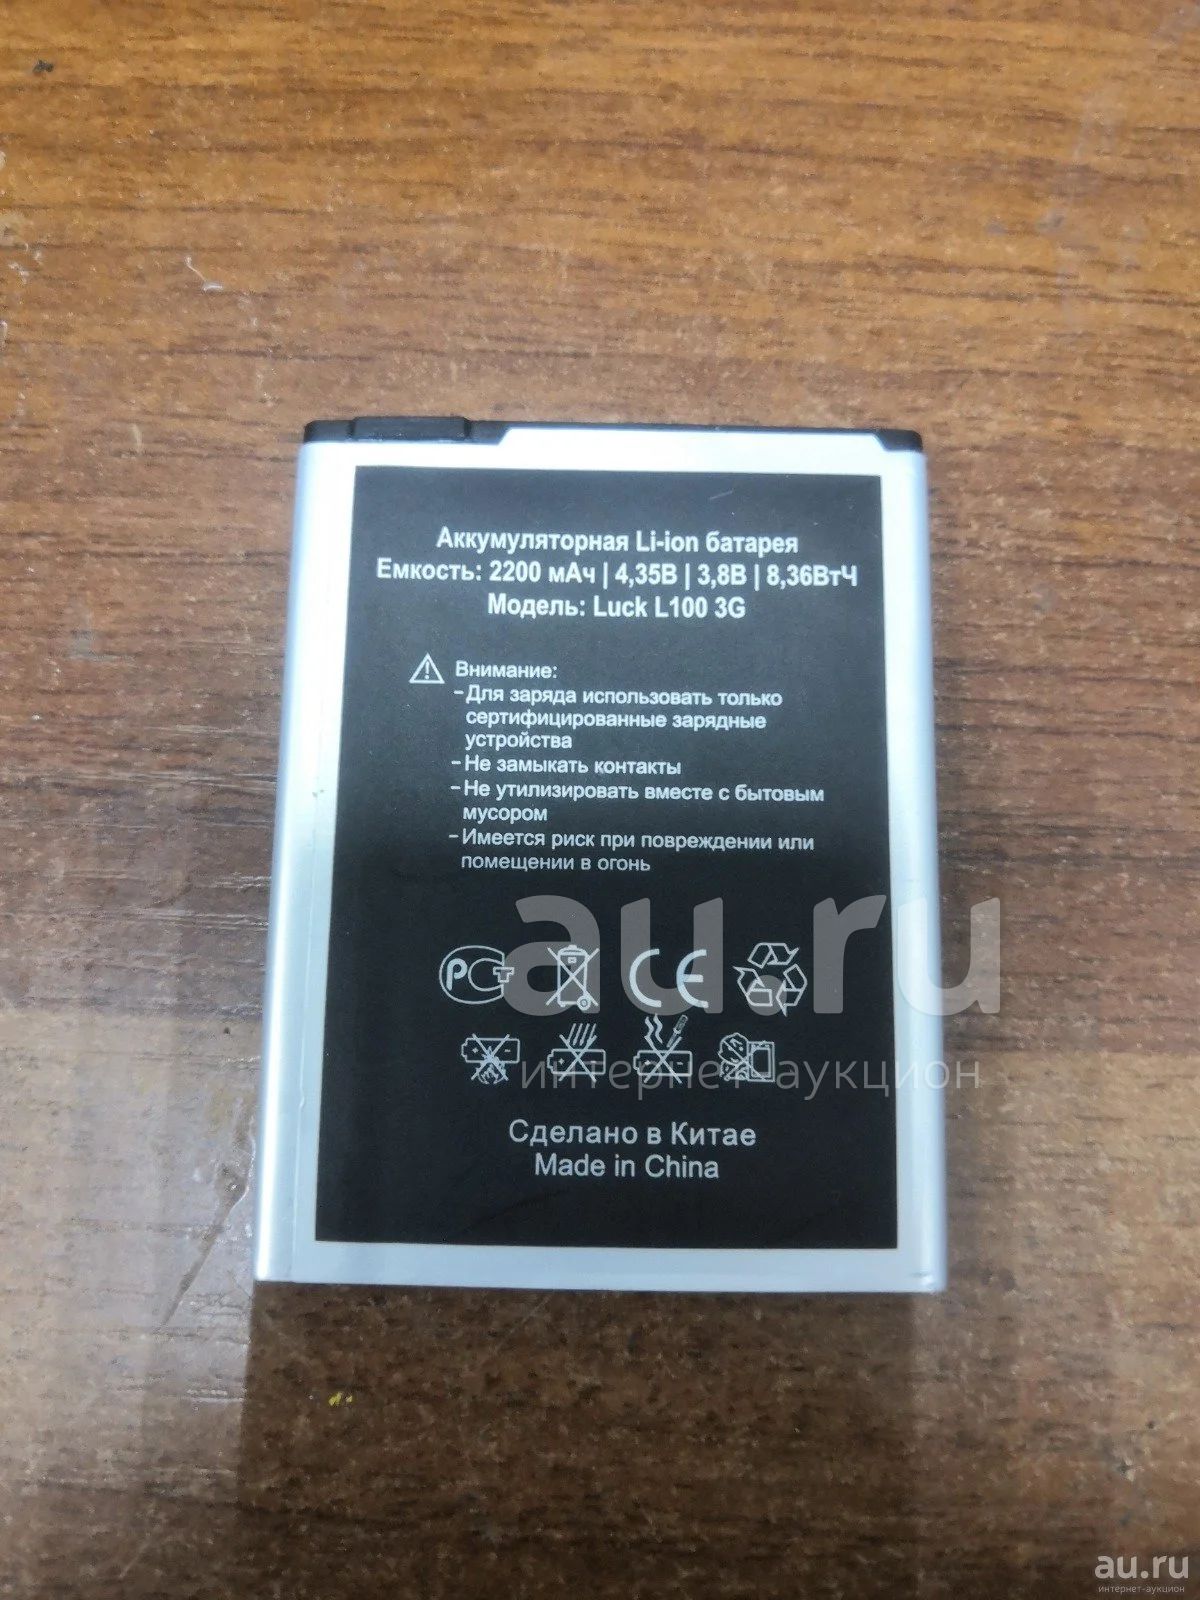 Аккумуляторная Li-ion батарея
Емкость: 2200 мАч | 4,35В | 3,8В | 8,36ВтЧ
Модель: Luck L100 3G
Внимание:
-Для заряда использовать только
сертифицированные зарядные
устройства
-Не замыкать контакты
-Не утилизировать вместе с бытовым
мусором
-Имеется риск при повреждении или
помещении в огонь
au.ru
РСТ
CE
интернет-аукцион
Сделано в Китае
Made in China
au.ru
интернет-аукцион